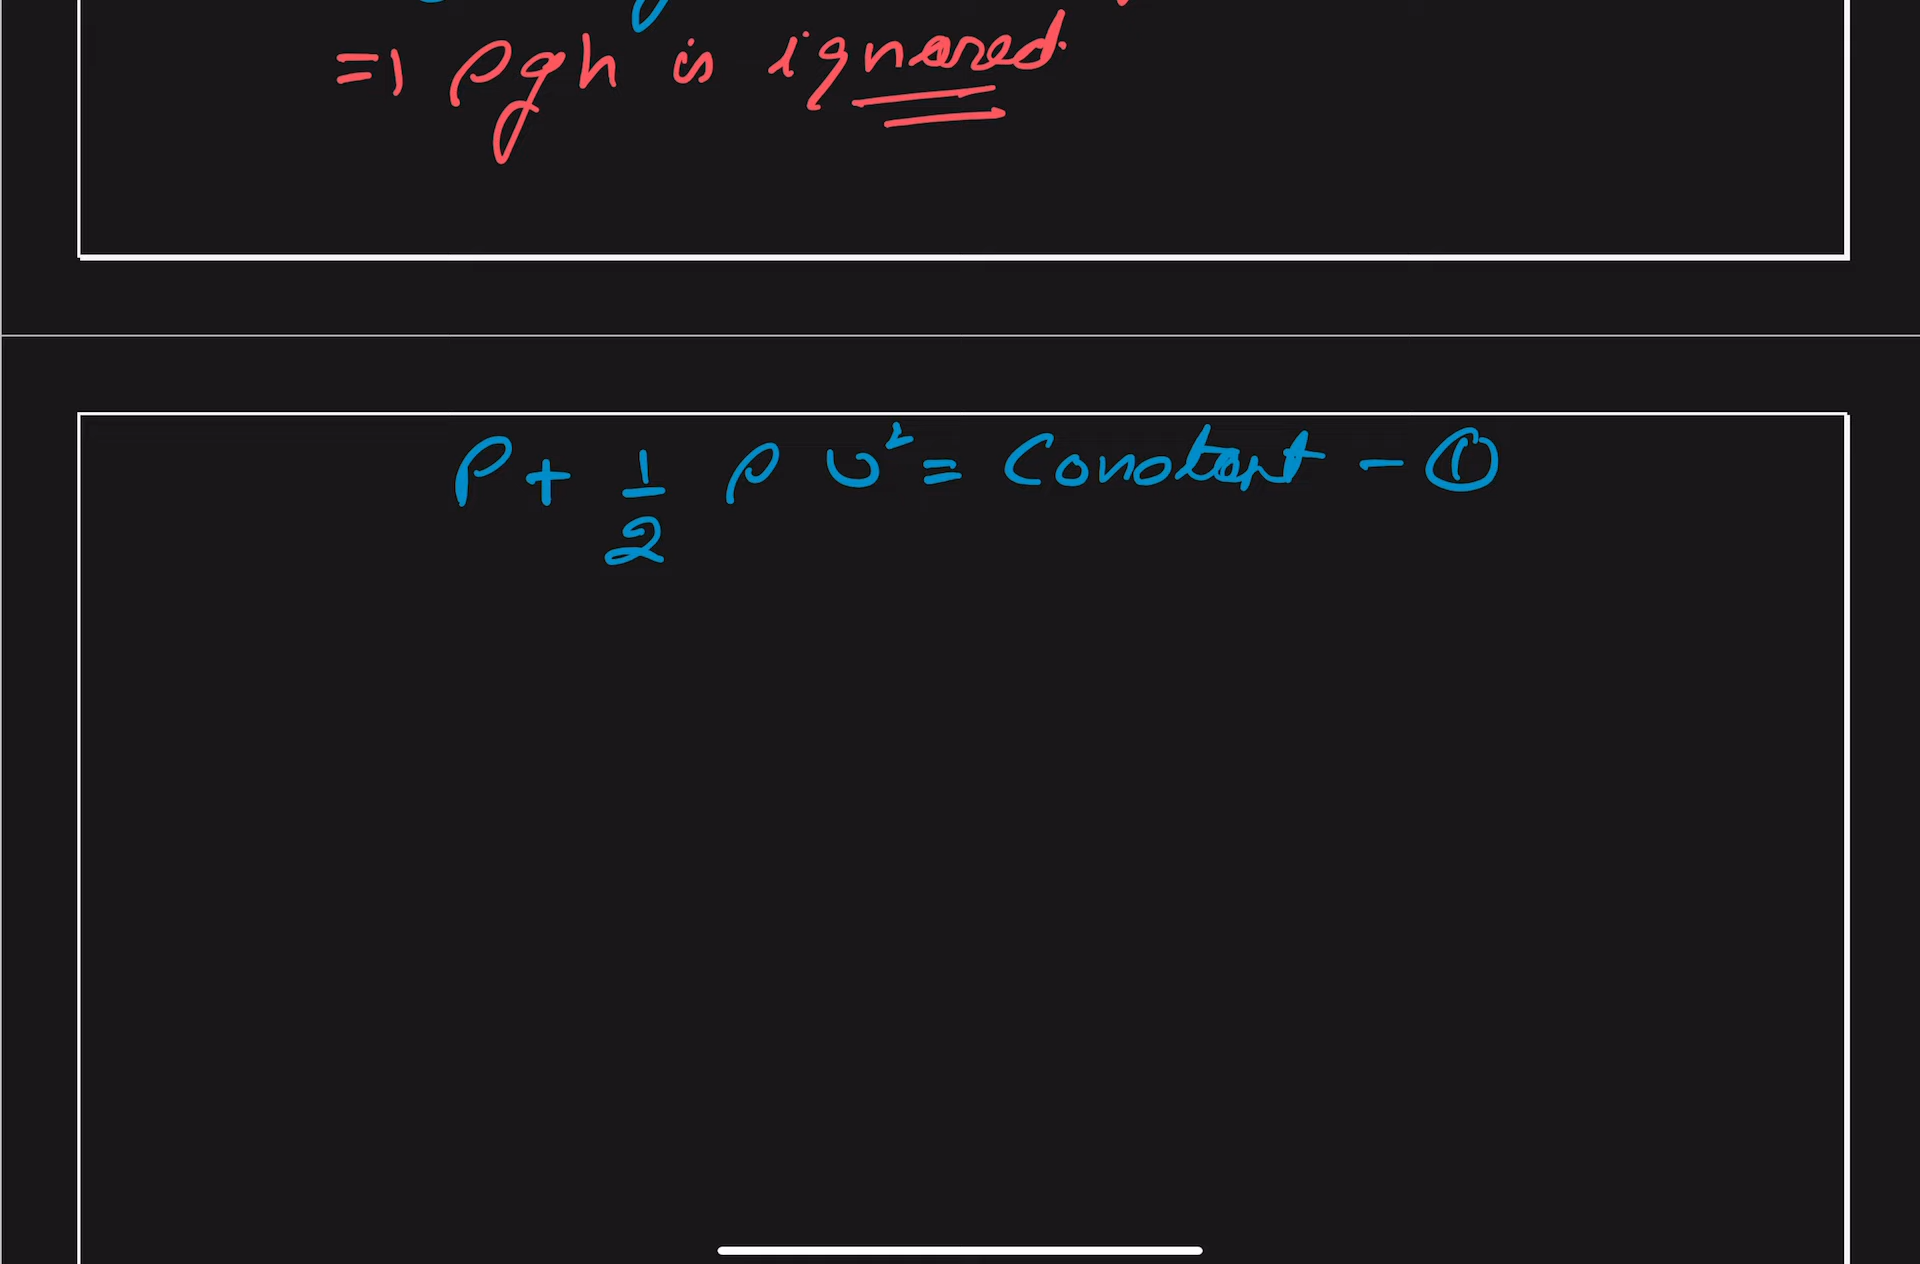 =) ρgh is ignored.
P + 1/2 ρ v² = Constant - ①